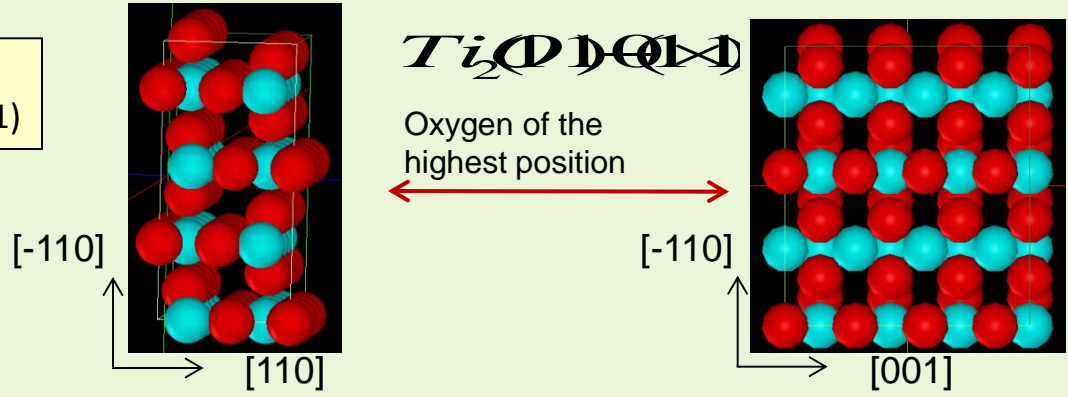 1)
Oxygen of the
highest position
[-110]
[110]
[-110]
[001]